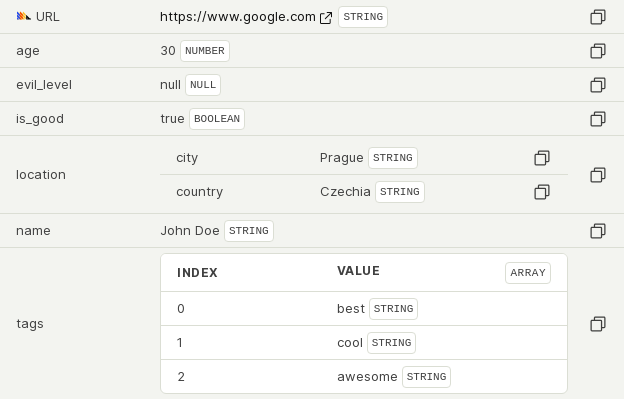 URL https://www.google.com STRING
age 30 NUMBER
evil_level null NULL
is_good true BOOLEAN
location
city Prague STRING
country Czechia STRING
name John Doe STRING
tags
INDEX VALUE ARRAY
0 best STRING
1 cool STRING
2 awesome STRING